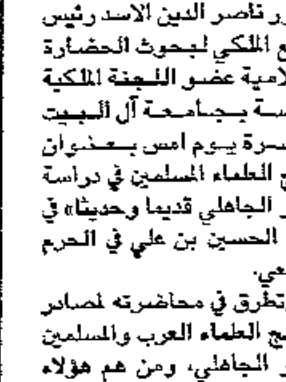 ور ناصر الدين الاسد رئيس
ع الملكي لبحوث الحضارة
لامية عضو اللجنة الملكية
سة بجامعة آل البيت
سرة يوم امس بعنوان
ج العلماء المسلمين في دراسة
ر الجاهلي قديما وحديثا» في
الحسين بن علي في الحرم
عي.
وتطرق في محاضرته لمصادر
ج العلماء العرب والمسلمين
ر الجاهلي، ومن هم هؤلاء